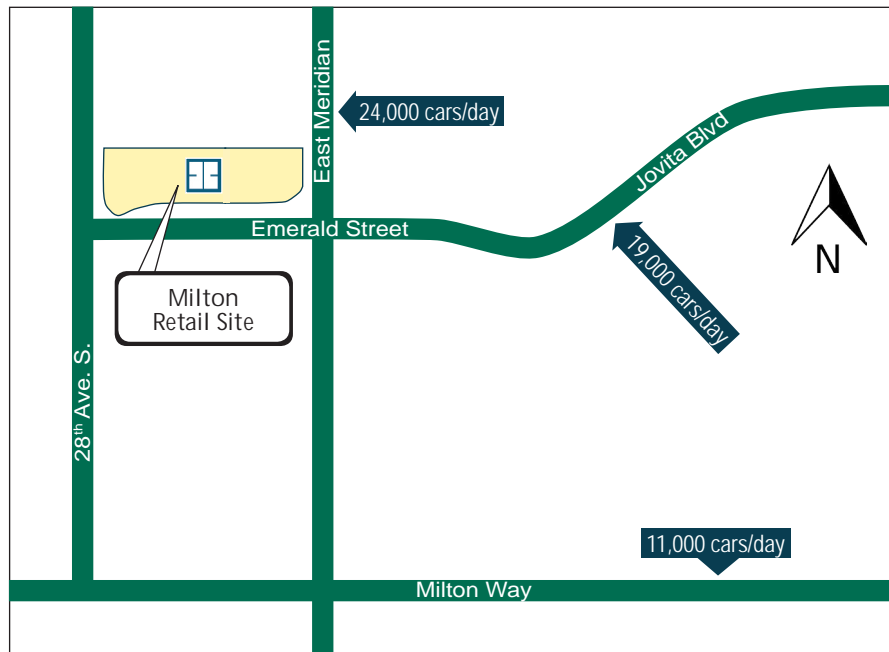 East Meridian
24,000 cars/day
Jovita Blvd
Emerald Street
19,000 cars/day
N
Milton
Retail Site
28th Ave. S.
11,000 cars/day
Milton Way